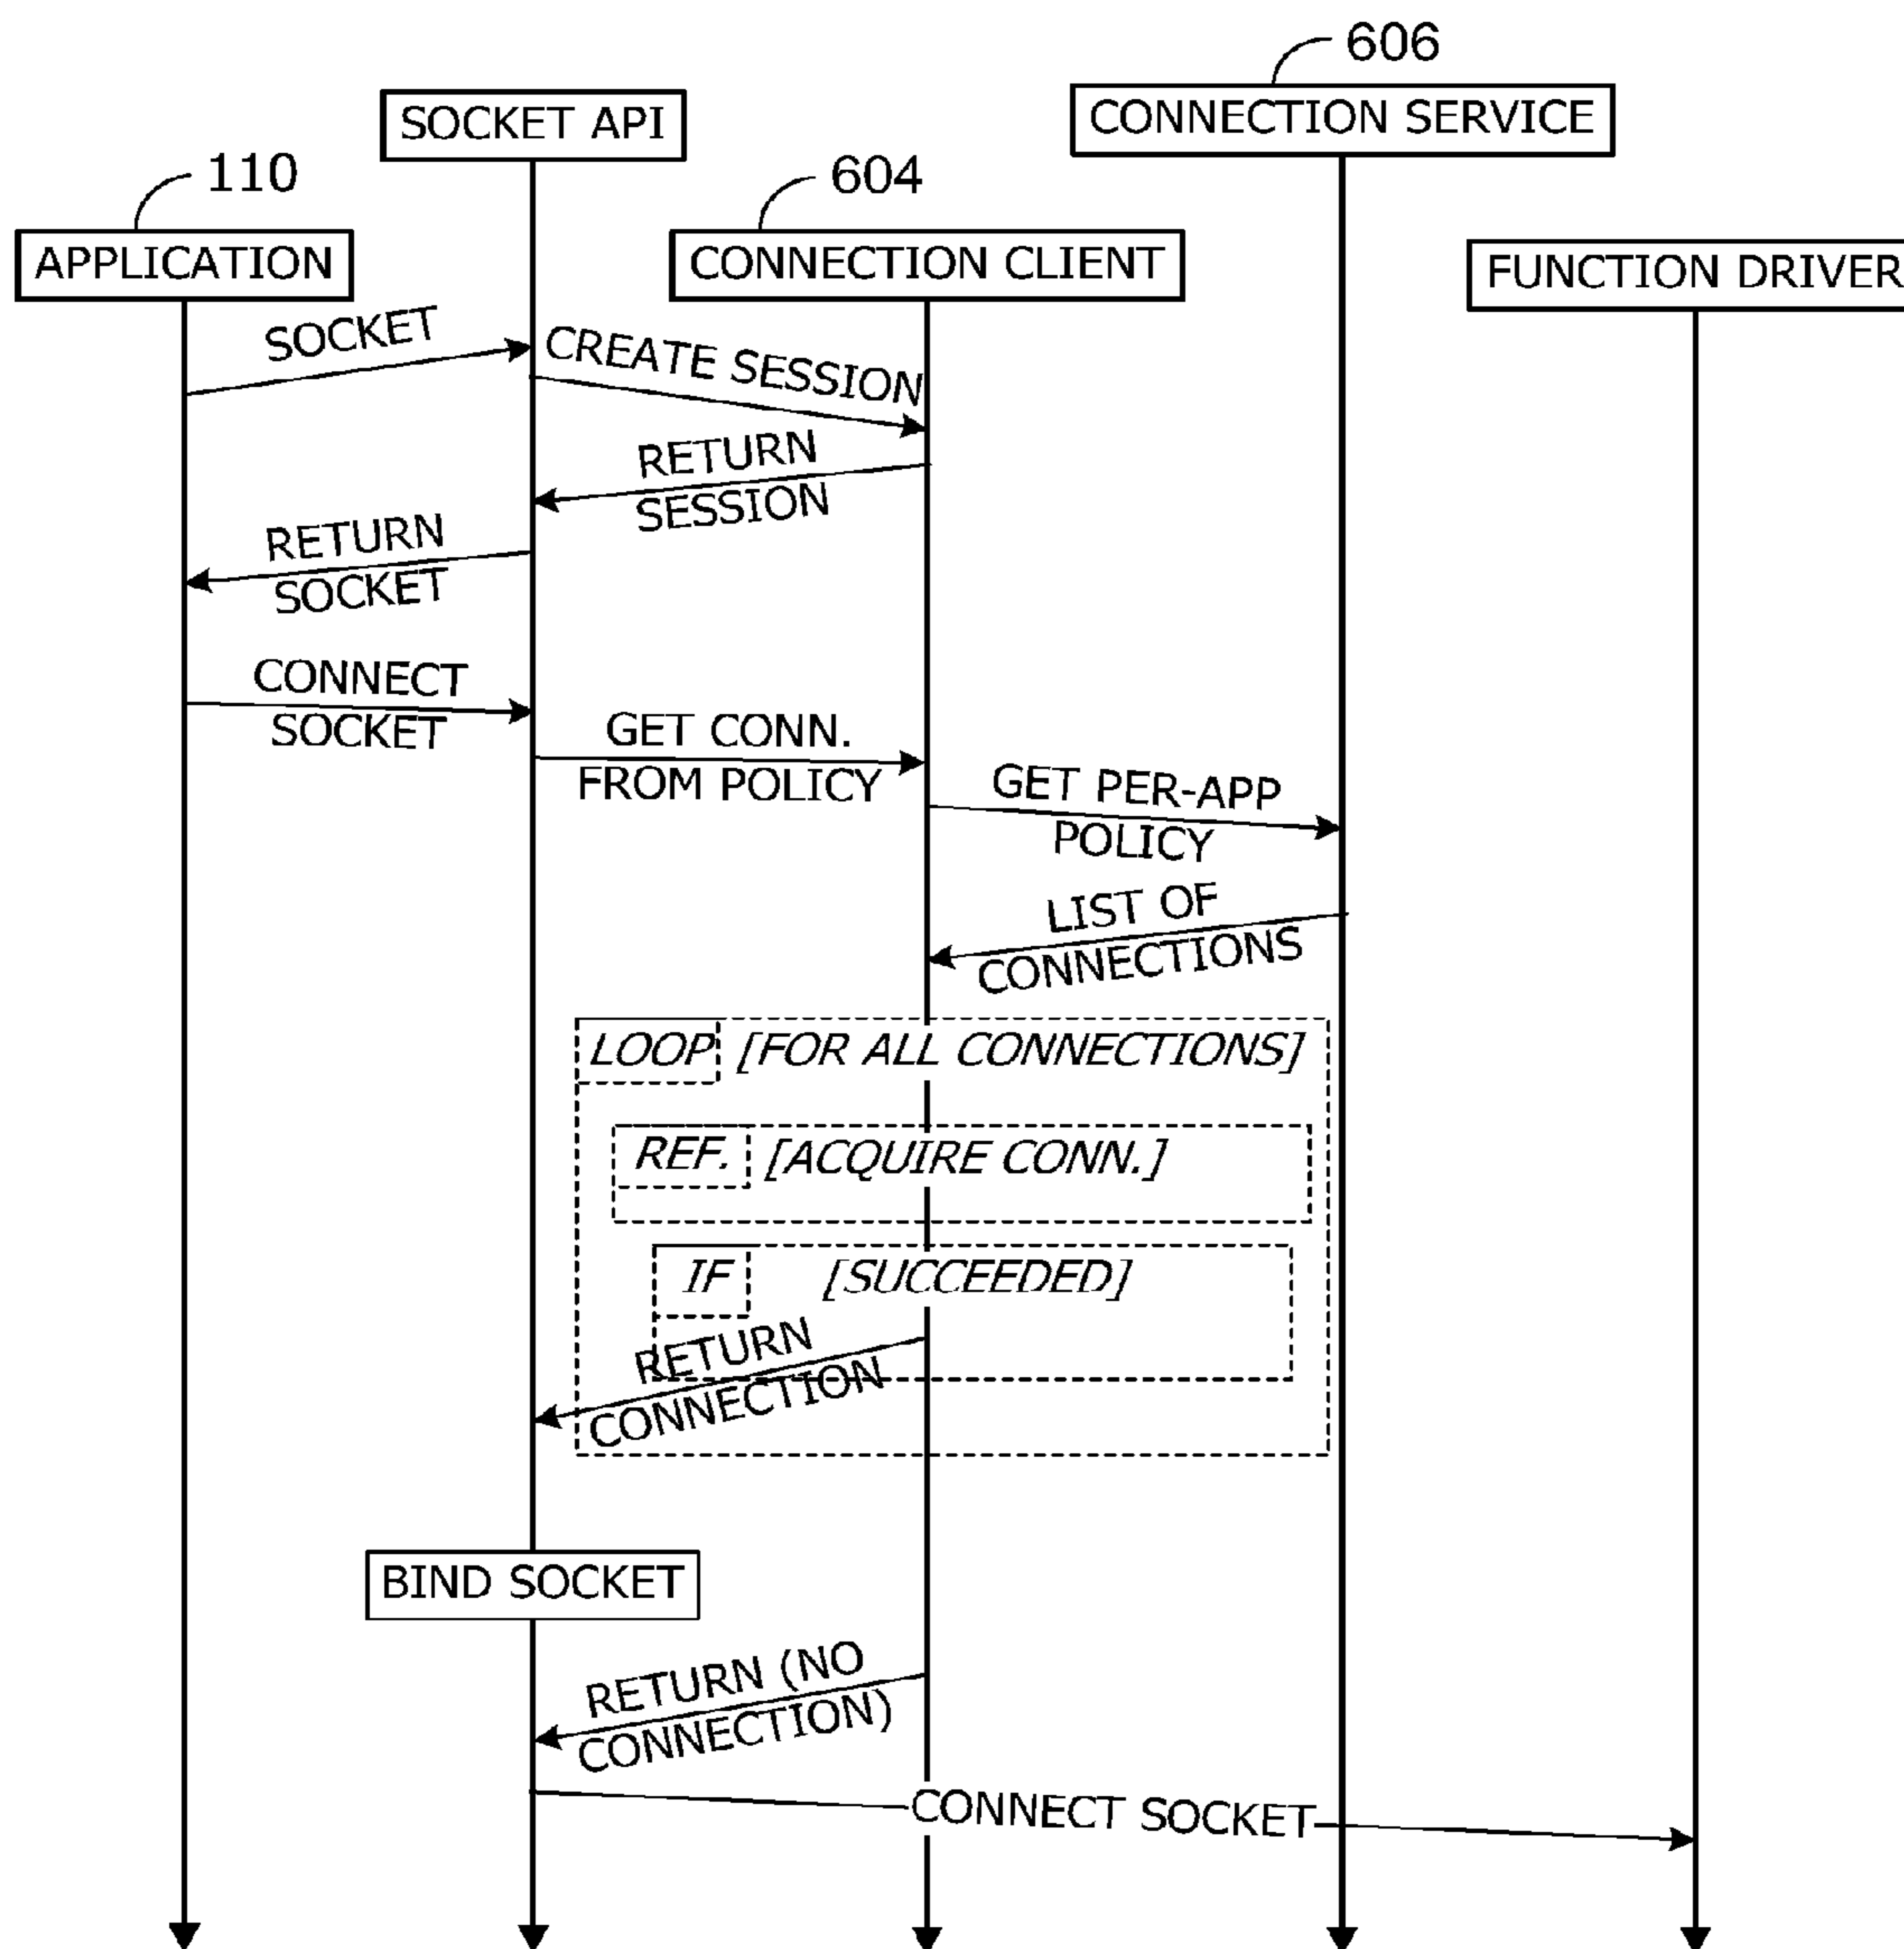 606
SOCKET API
CONNECTION SERVICE
110
604
APPLICATION
CONNECTION CLIENT
FUNCTION DRIVER
SOCKET
CREATE SESSION
RETURN
SESSION
RETURN
SOCKET
CONNECT
SOCKET
GET CONN.
FROM POLICY
GET PER-APP
POLICY
LIST OF
CONNECTIONS
LOOP [FOR ALL CONNECTIONS]
REF. [ACQUIRE CONN.]
IF [SUCCEEDED]
RETURN
CONNECTION
BIND SOCKET
RETURN (NO
CONNECTION)
CONNECT SOCKET